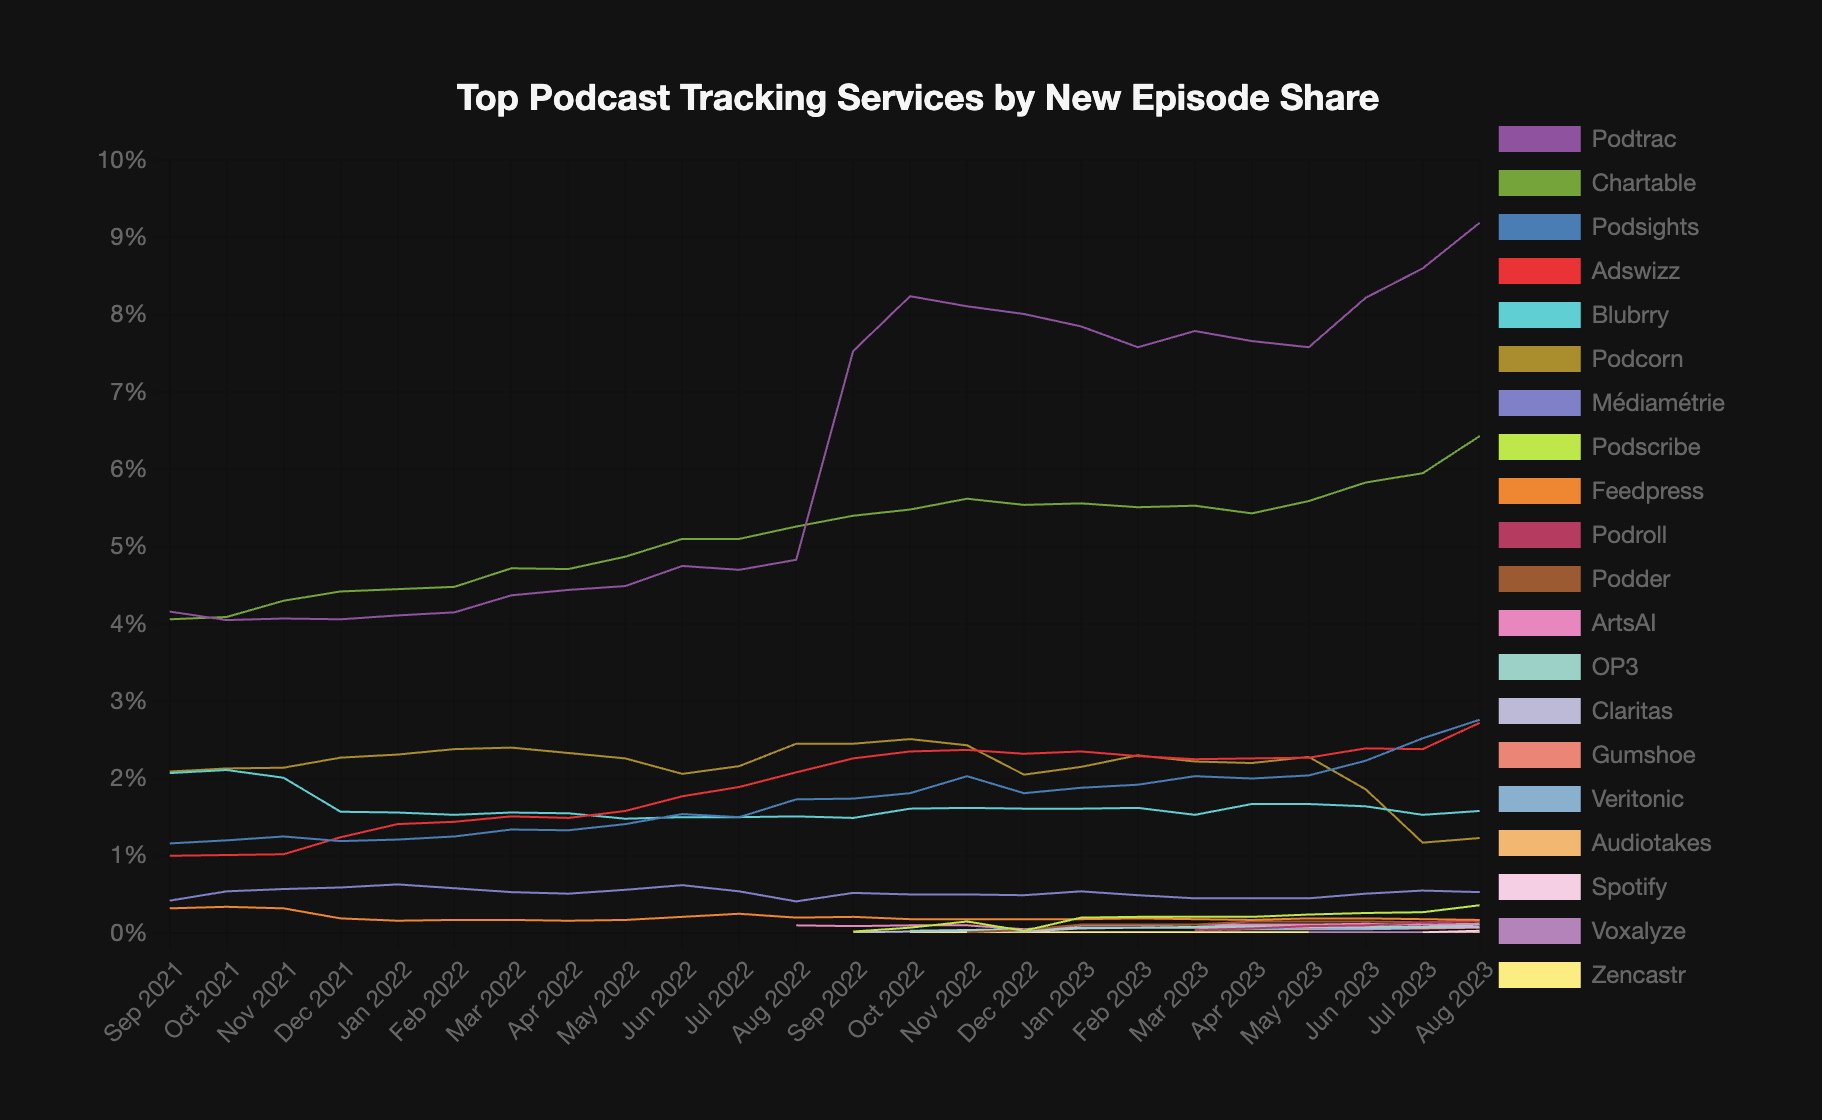 Top Podcast Tracking Services by New Episode Share
10%
9%
8%
7%
6%
5%
4%
3%
2%
1%
0%
Sep 2021
Oct 2021
Nov 2021
Dec 2021
Jan 2022
Feb 2022
Mar 2022
Apr 2022
May 2022
Jun 2022
Jul 2022
Aug 2022
Sep 2022
Oct 2022
Nov 2022
Dec 2022
Jan 2023
Feb 2023
Mar 2023
Apr 2023
May 2023
Jun 2023
Jul 2023
Aug 2023
Podtrac
Chartable
Podsights
Adswizz
Blubrry
Podcorn
Médiamétrie
Podscribe
Feedpress
Podroll
Podder
ArtsAI
OP3
Claritas
Gumshoe
Veritonic
Audiotakes
Spotify
Voxalyze
Zencastr